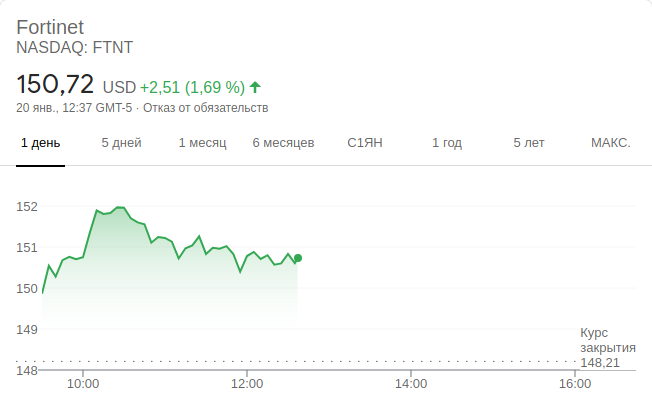 Fortinet
NASDAQ: FTNT
150,72 USD +2,51 (1,69 %)
20 янв., 12:37 GMT-5 · Отказ от обязательств
1 день 5 дней 1 месяц 6 месяцев С1ЯН 1 год 5 лет МАКС.
152
151
150
149
Курс
закрытия
148,21
148
10:00 12:00 14:00 16:00